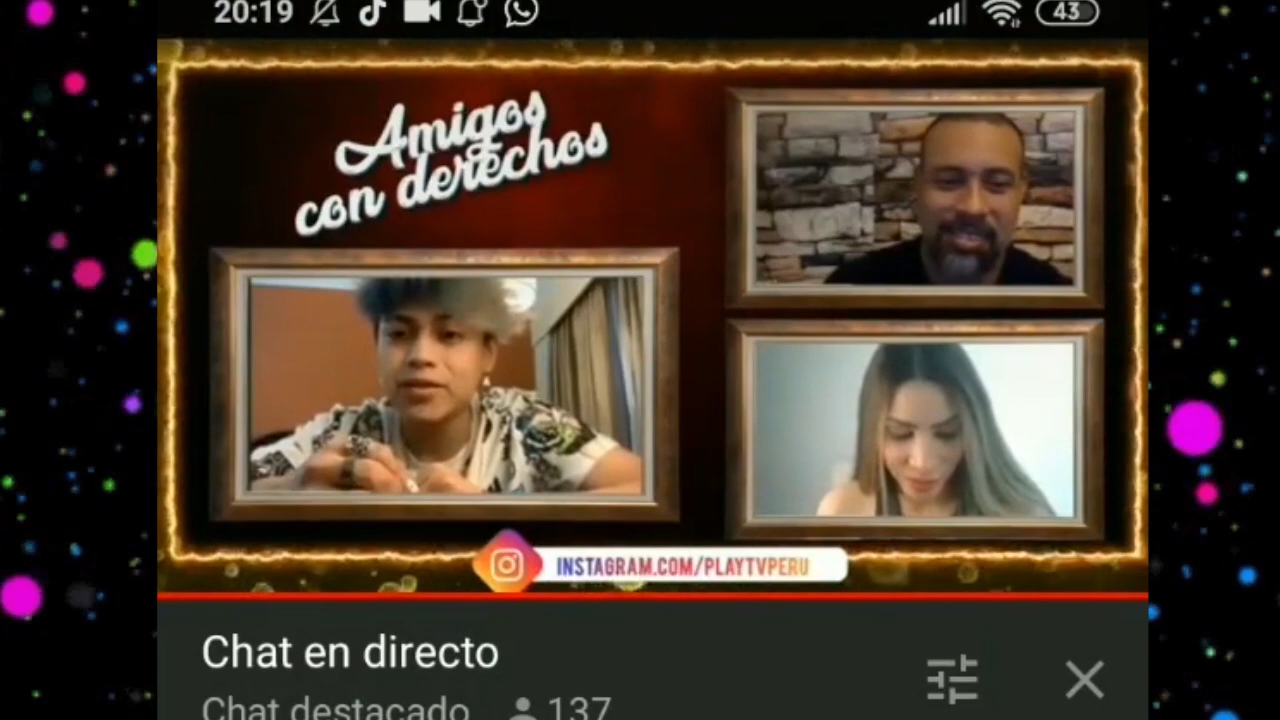 20:19
43
Amigos
con derechos
INSTAGRAM.COM/PLAYTVPERU
Chat en directo
Chat destacado 137